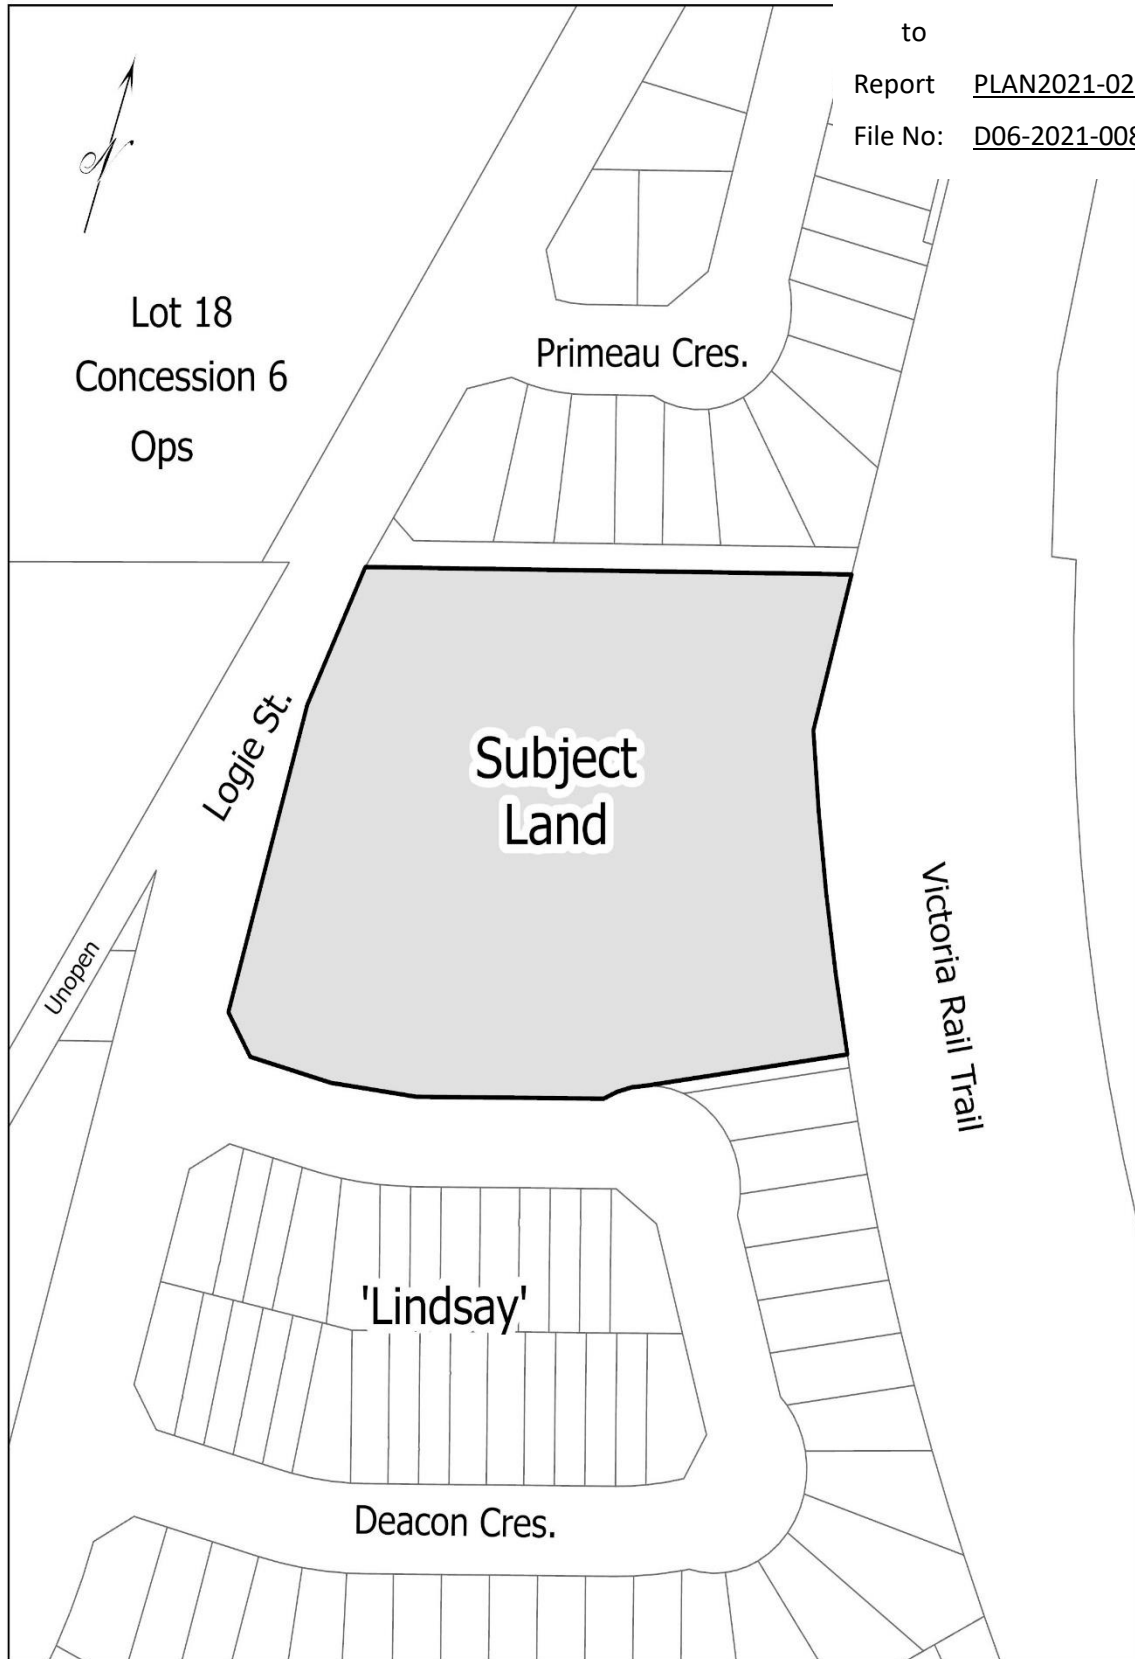 to
Report PLAN2021-02
File No: D06-2021-008
N
Lot 18
Concession 6
Ops
Primeau Cres.
Logie St.
Subject
Land
Victoria Rail Trail
Unopen
'Lindsay'
Deacon Cres.